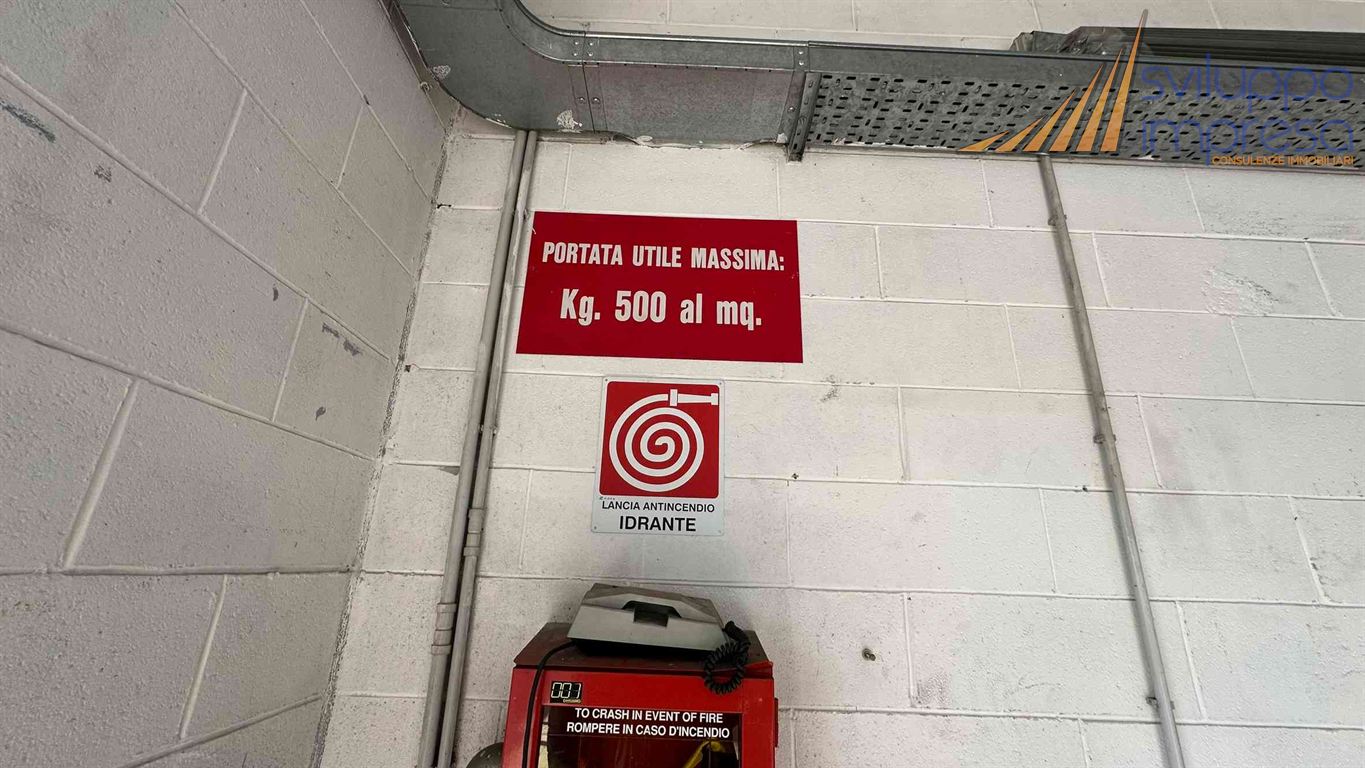 sviluppo
impresa
CONSULENZE IMMOBILIARI
PORTATA UTILE MASSIMA:
Kg. 500 al mq.
LANCIA ANTINCENDIO
IDRANTE
001
TO CRASH IN EVENT OF FIRE
ROMPERE IN CASO D'INCENDIO